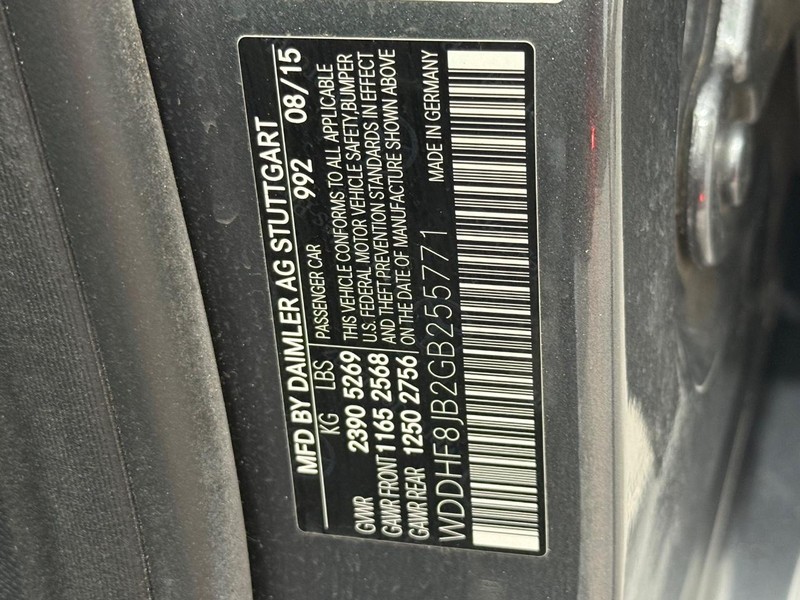 MFD BY DAIMLER AG STUTTGART
KG LBS 992 08/15
GVWR 2390 5269
GAWR FRONT 1165 2568
GAWR REAR 1250 2756
PASSENGER CAR
THIS VEHICLE CONFORMS TO ALL APPLICABLE
U.S. FEDERAL MOTOR VEHICLE SAFETY,BUMPER
AND THEFT PREVENTION STANDARDS IN EFFECT
ON THE DATE OF MANUFACTURE SHOWN ABOVE
MADE IN GERMANY
WDDHF8JB2GB255771